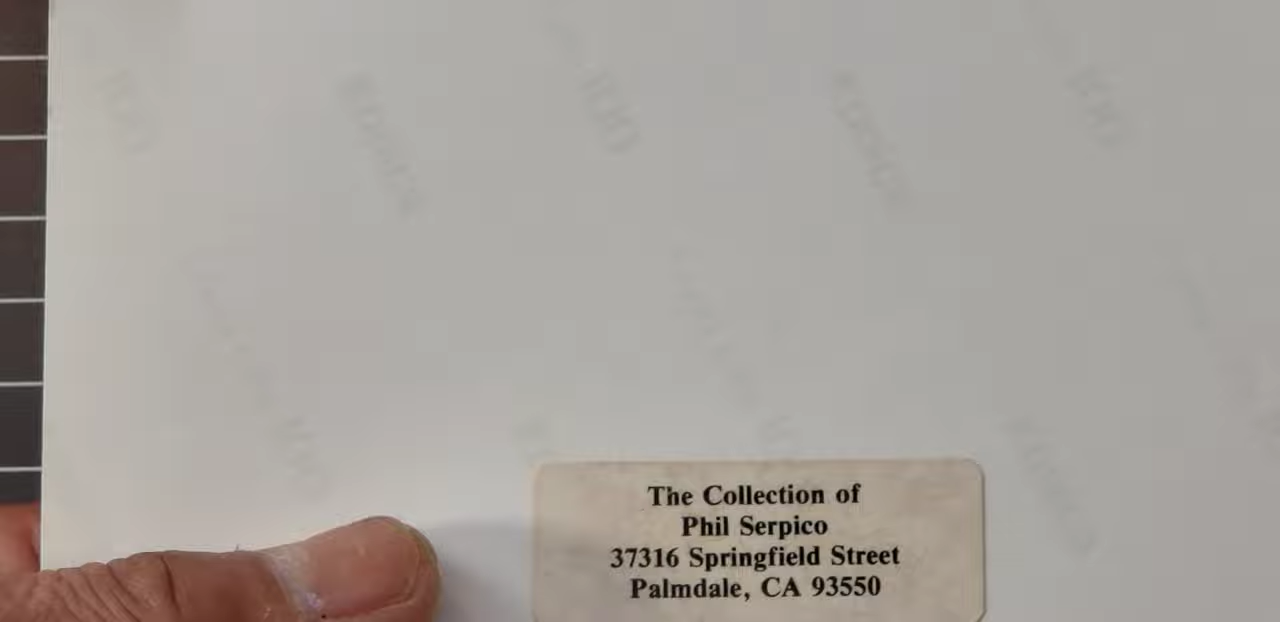 The Collection of
Phil Serpico
37316 Springfield Street
Palmdale, CA 93550